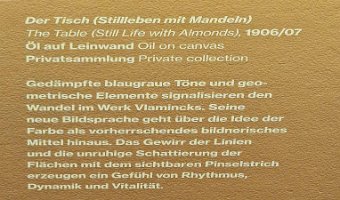 Der Tisch (Stillleben mit Mandeln)
The Table (Still Life with Almonds), 1906/07
Öl auf Leinwand Oil on canvas
Privatsammlung Private collection
Gedämpfte blaugraue Töne und geo-
metrische Elemente signalisieren den
Wandel im Werk Vlamincks. Seine
neue Bildsprache geht über die Idee der
Farbe als vorherrschendes bildnerisches
Mittel hinaus. Das Gewirr der Linien
und die unruhige Schattierung der
Flächen mit dem sichtbaren Pinselstrich
erzeugen ein Gefühl von Rhythmus,
Dynamik und Vitalität.